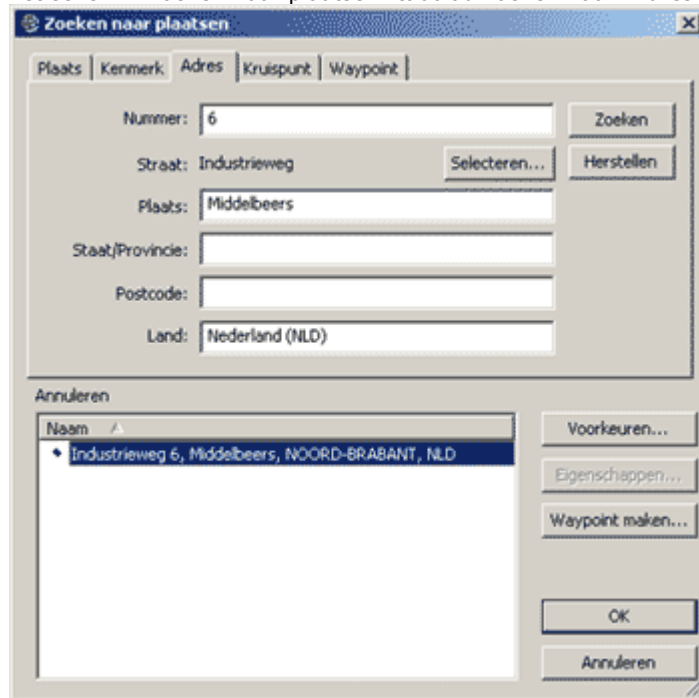 Zoeken naar plaatsen
Plaats Kenmerk Adres Kruispunt Waypoint
Nummer: 6 Zoeken
Straat: Industrieweg Selecteren... Herstellen
Plaats: Middelbeers
Staat/Provincie:
Postcode:
Land: Nederland (NLD)
Annuleren
Naam Voorkeuren...
Industrieweg 6, Middelbeers, NOORD-BRABANT, NLD
Eigenschappen...
Waypoint maken...
OK
Annuleren